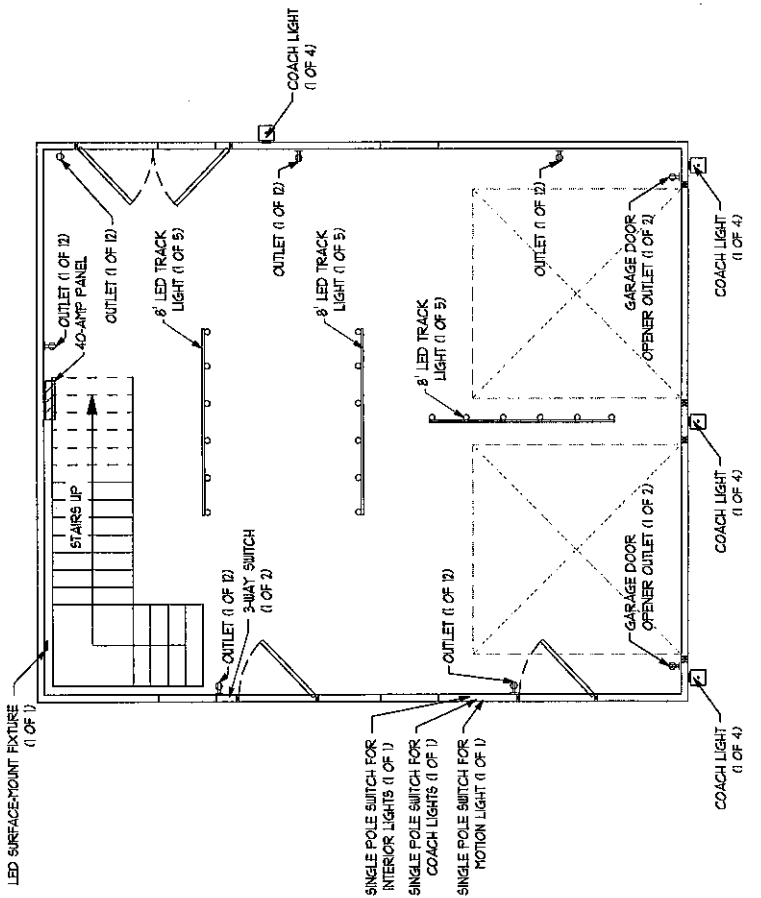 LED SURFACE-MOUNT FIXTURE
(1 OF 1)
OUTLET (1 OF 12)
STAIRS UP
40-AMP PANEL
OUTLET (1 OF 12)
8' LED TRACK
LIGHT (1 OF 5)
OUTLET (1 OF 12)
3-WAY SWITCH
(1 OF 2)
OUTLET (1 OF 12)
COACH LIGHT
(1 OF 4)
8' LED TRACK
LIGHT (1 OF 5)
SINGLE POLE SWITCH FOR
INTERIOR LIGHTS (1 OF 1)
SINGLE POLE SWITCH FOR
COACH LIGHTS (1 OF 1)
SINGLE POLE SWITCH FOR
MOTION LIGHT (1 OF 1)
8' LED TRACK
LIGHT (1 OF 5)
OUTLET (1 OF 12)
OUTLET (1 OF 12)
GARAGE DOOR
OPENER OUTLET (1 OF 2)
GARAGE DOOR
OPENER OUTLET (1 OF 2)
COACH LIGHT
(1 OF 4)
COACH LIGHT
(1 OF 4)
COACH LIGHT
(1 OF 4)